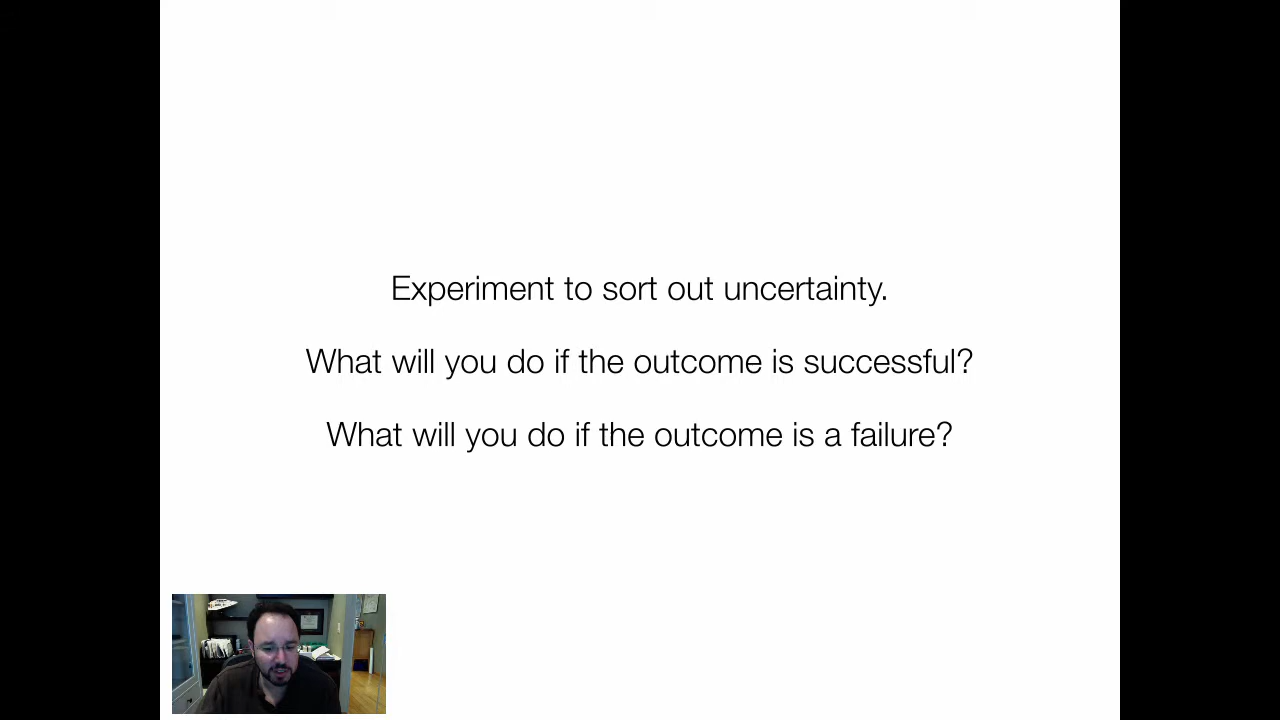 Experiment to sort out uncertainty.
What will you do if the outcome is successful?
What will you do if the outcome is a failure?